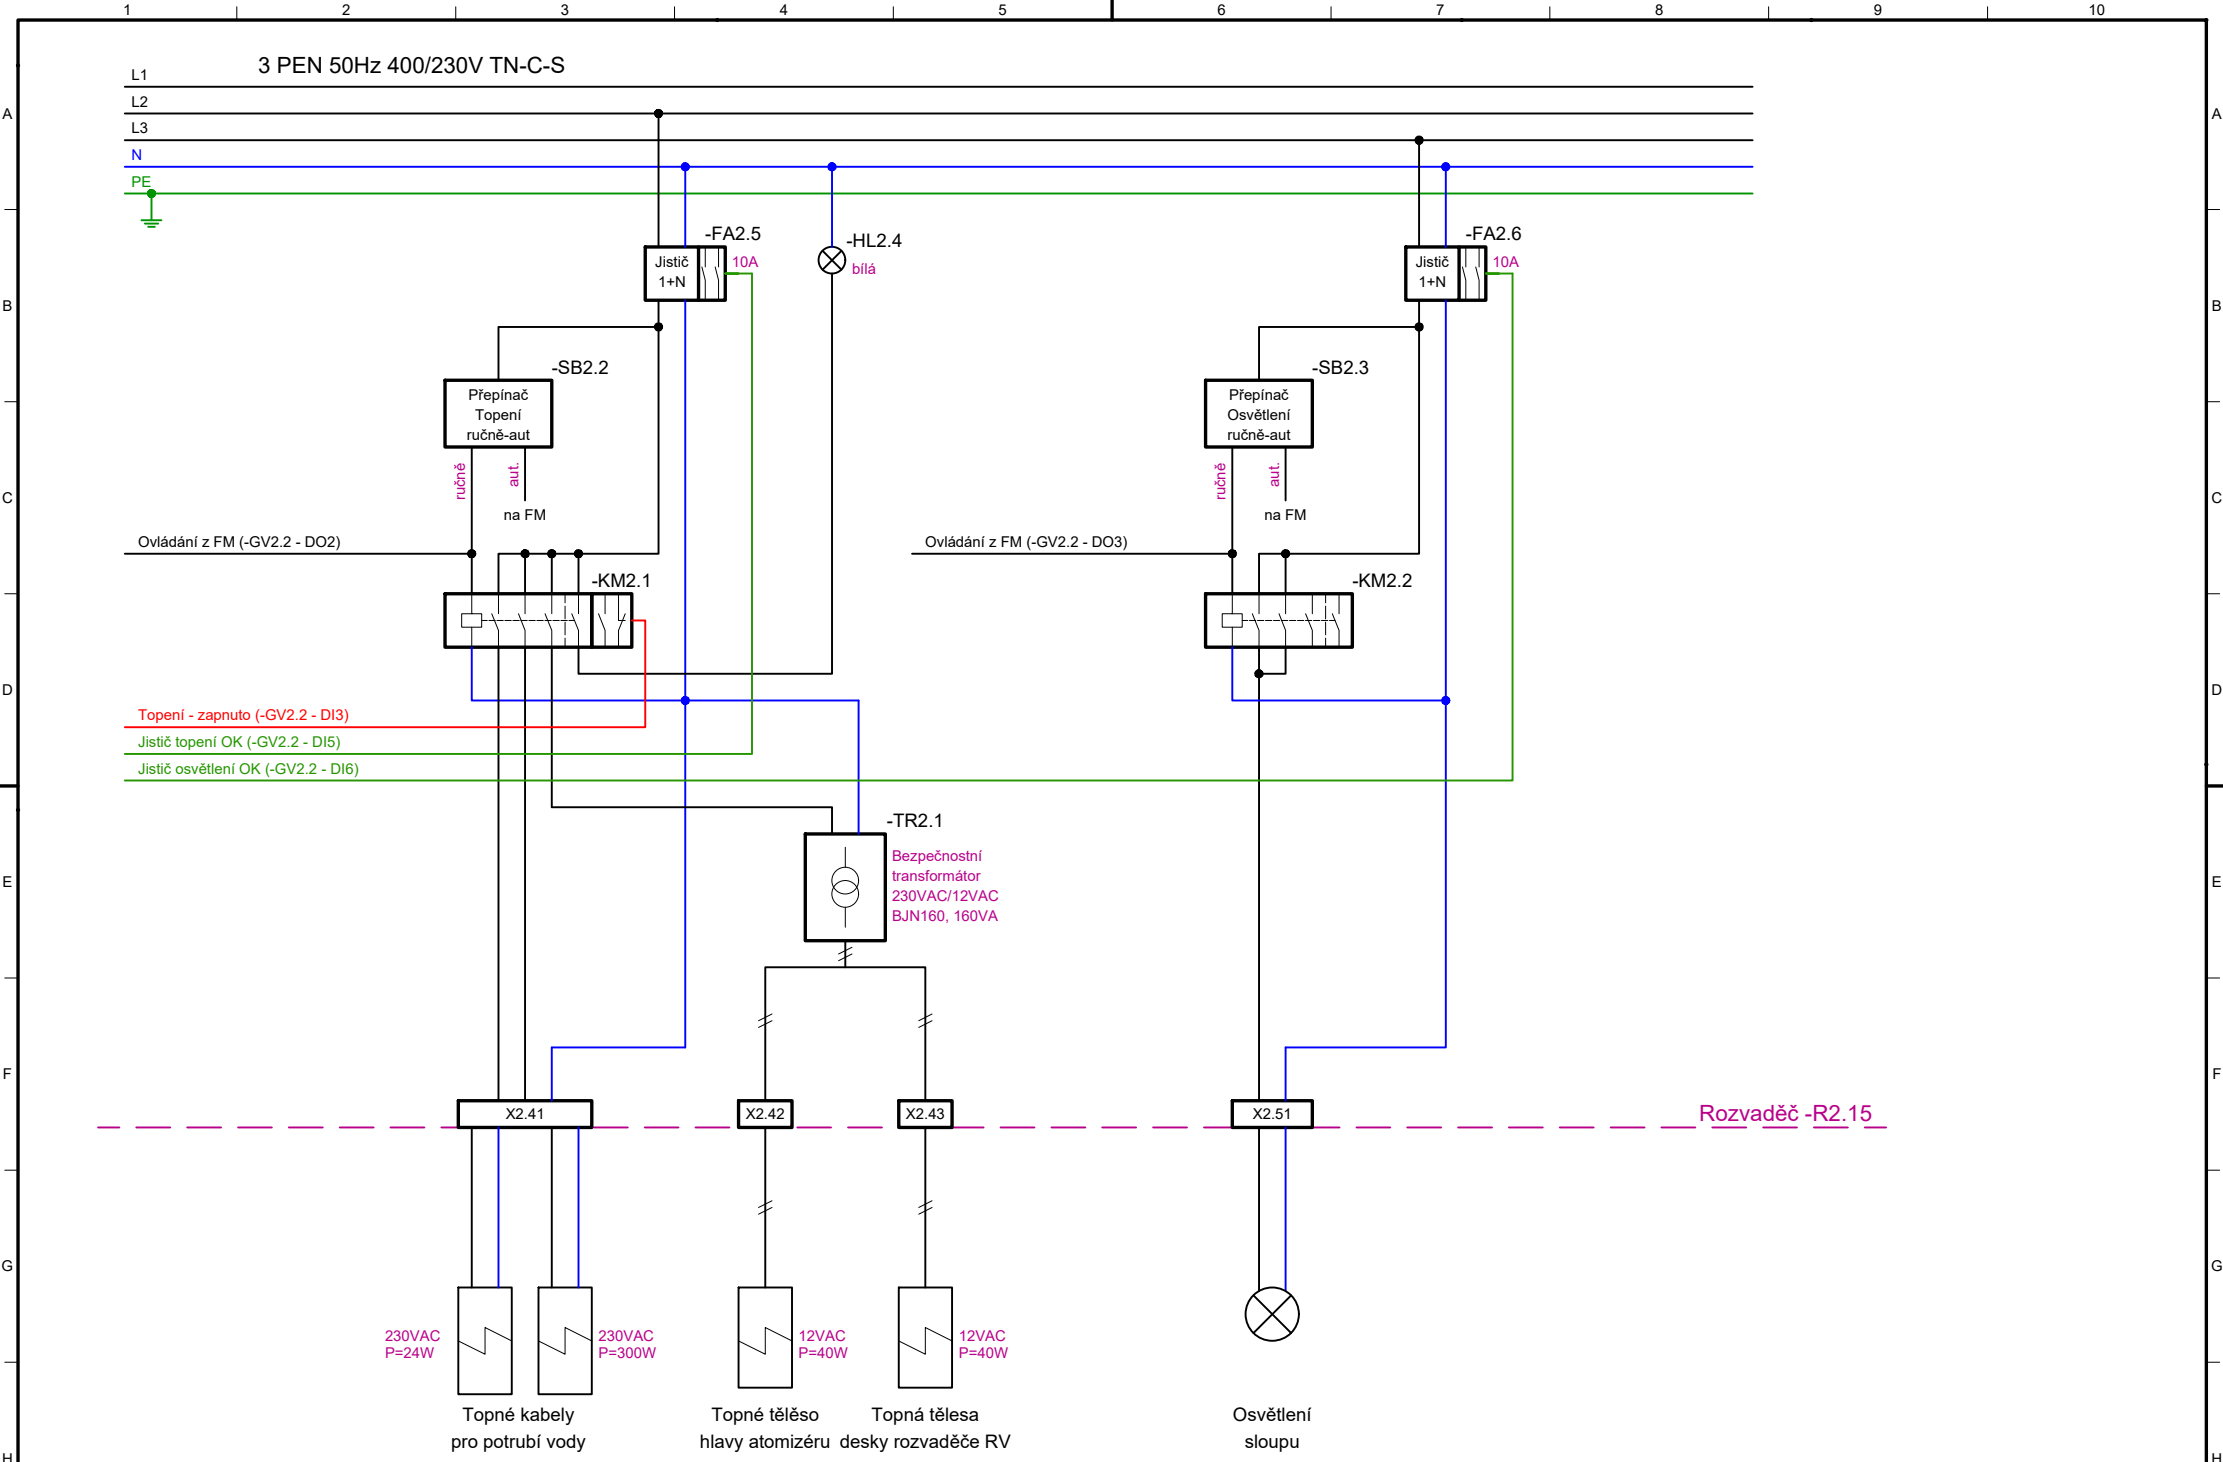 1 2 3 4 5 6 7 8 9 10
3 PEN 50Hz 400/230V TN-C-S
L1
L2
A A
L3
N
PE
-FA2.5
-HL2.4
-FA2.6
Jistič
1+N
10A
bílá
Jistič
1+N
10A
B B
-SB2.2
-SB2.3
Přepínač
Topení
ručně-aut
Přepínač
Osvětlení
ručně-aut
ručně
aut.
ručně
aut.
C C
na FM
na FM
Ovládání z FM (-GV2.2 - DO2)
Ovládání z FM (-GV2.2 - DO3)
-KM2.1
-KM2.2
D D
Topení - zapnuto (-GV2.2 - DI3)
Jistič topení OK (-GV2.2 - DI5)
Jistič osvětlení OK (-GV2.2 - DI6)
-TR2.1
Bezpečnostní
transformátor
230VAC/12VAC
BJN160, 160VA
E E
F F
X2.41
X2.42
X2.43
X2.51
Rozvaděč -R2.15
G G
230VAC
P=24W
230VAC
P=300W
12VAC
P=40W
12VAC
P=40W
Topné kabely
pro potrubí vody
Topné tělěso
hlavy atomizéru
Topná tělesa
desky rozvaděče RV
Osvětlení
sloupu
H H